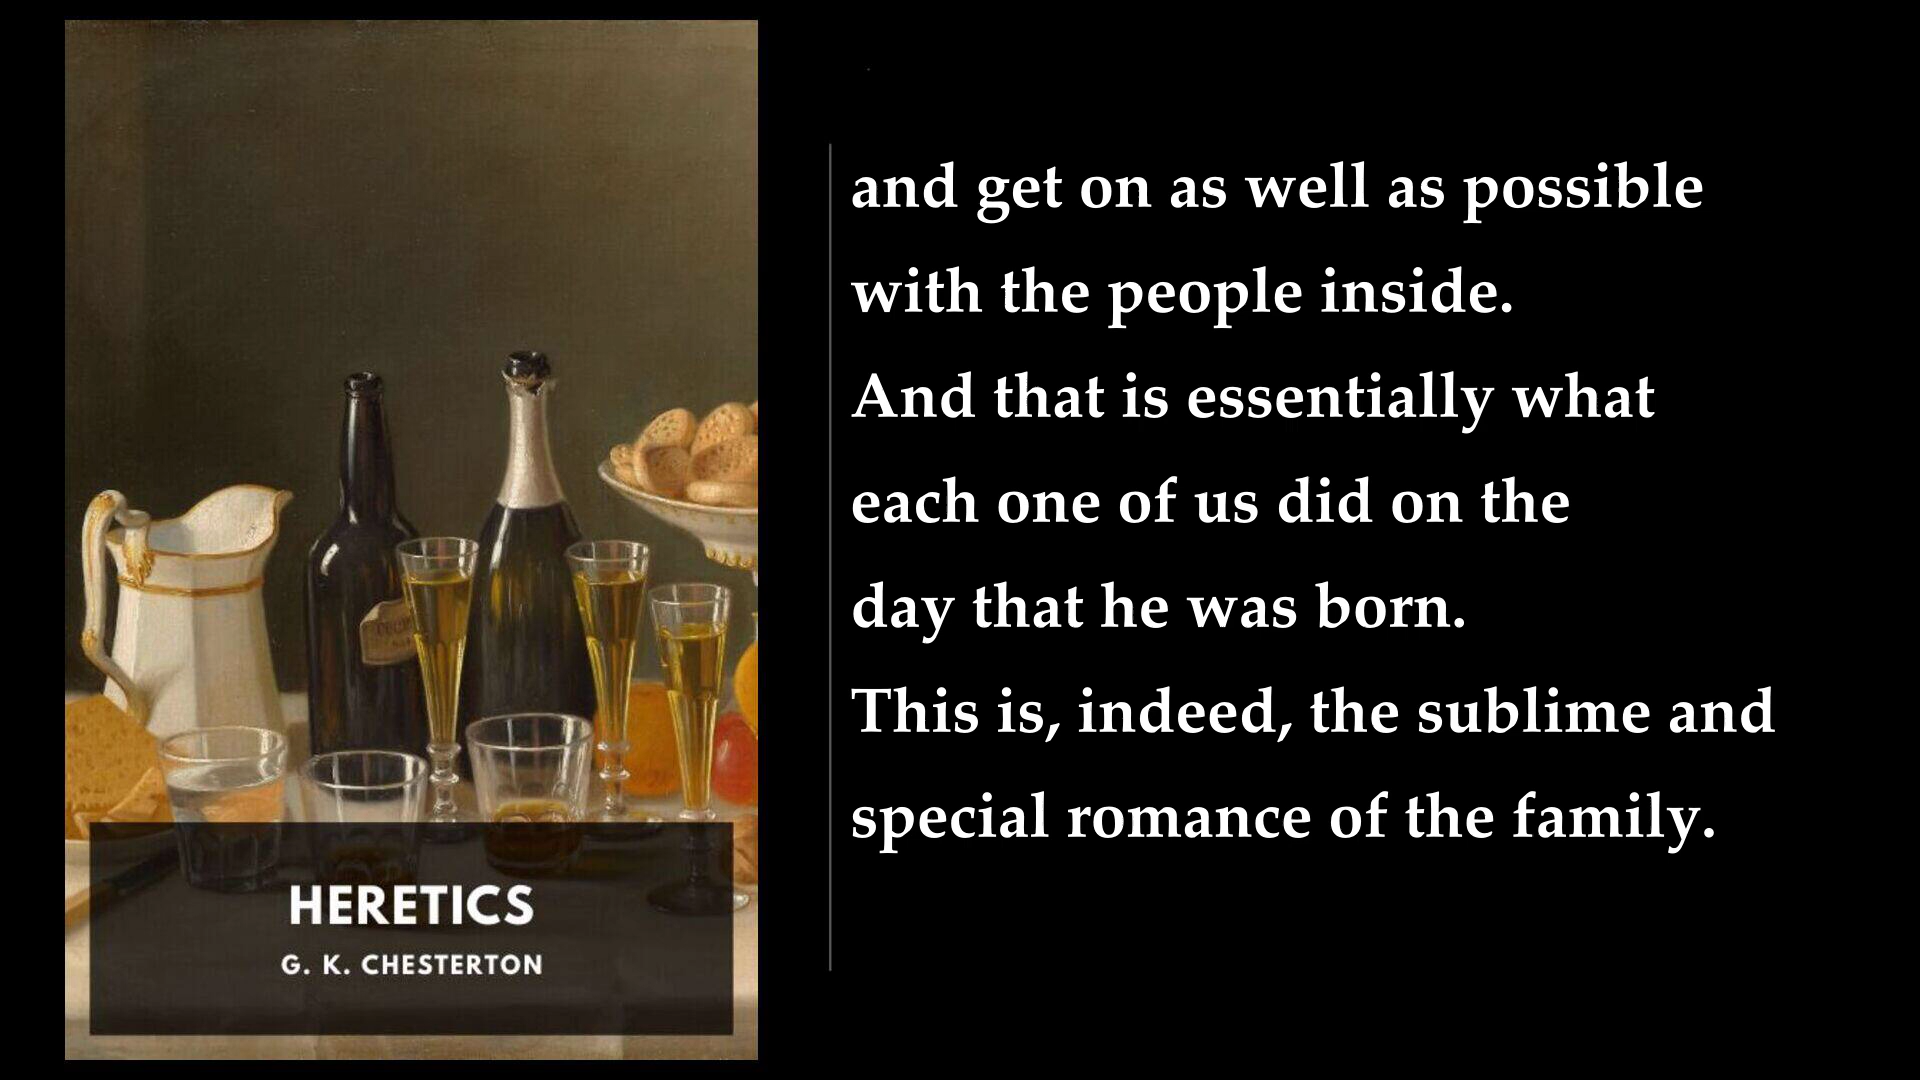 and get on as well as possible
with the people inside.
And that is essentially what
each one of us did on the
day that he was born.
This is, indeed, the sublime and
special romance of the family.
HERETICS
G. K. CHESTERTON